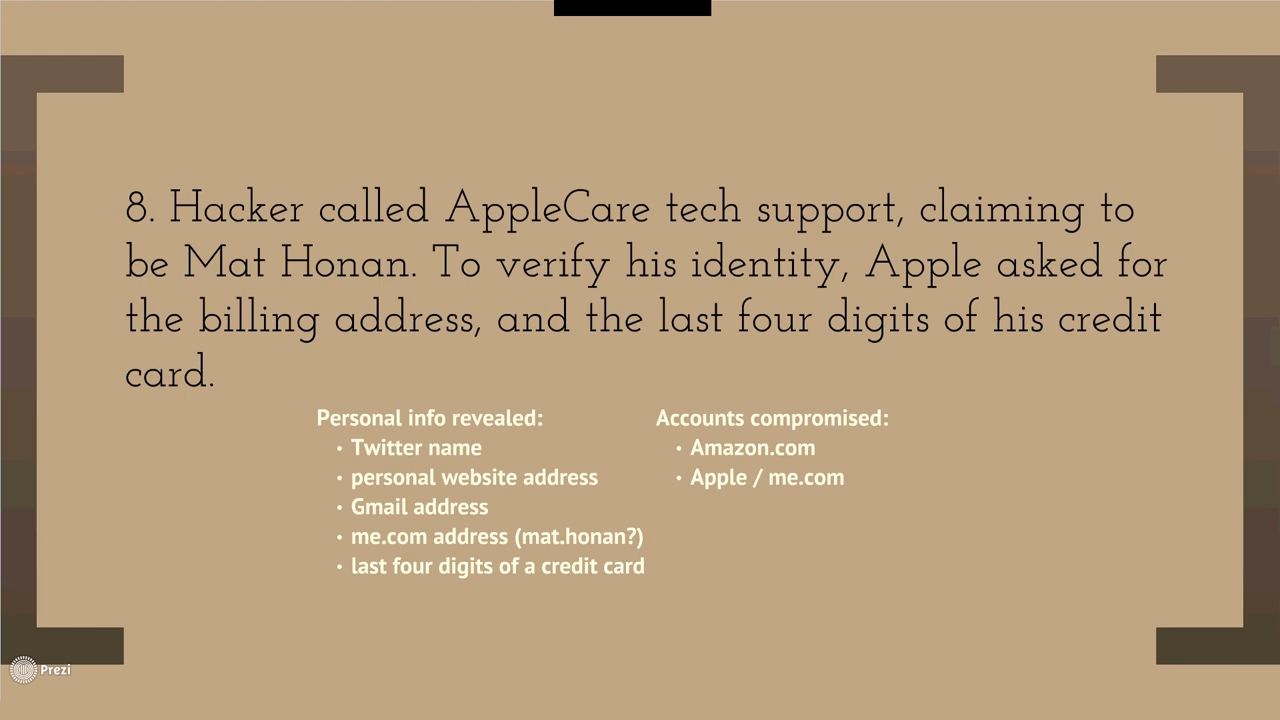 8. Hacker called AppleCare tech support, claiming to
be Mat Honan. To verify his identity, Apple asked for
the billing address, and the last four digits of his credit
card.
Personal info revealed:
• Twitter name
• personal website address
• Gmail address
• me.com address (mat.honan?)
• last four digits of a credit card
Accounts compromised:
• Amazon.com
• Apple / me.com
Prezi